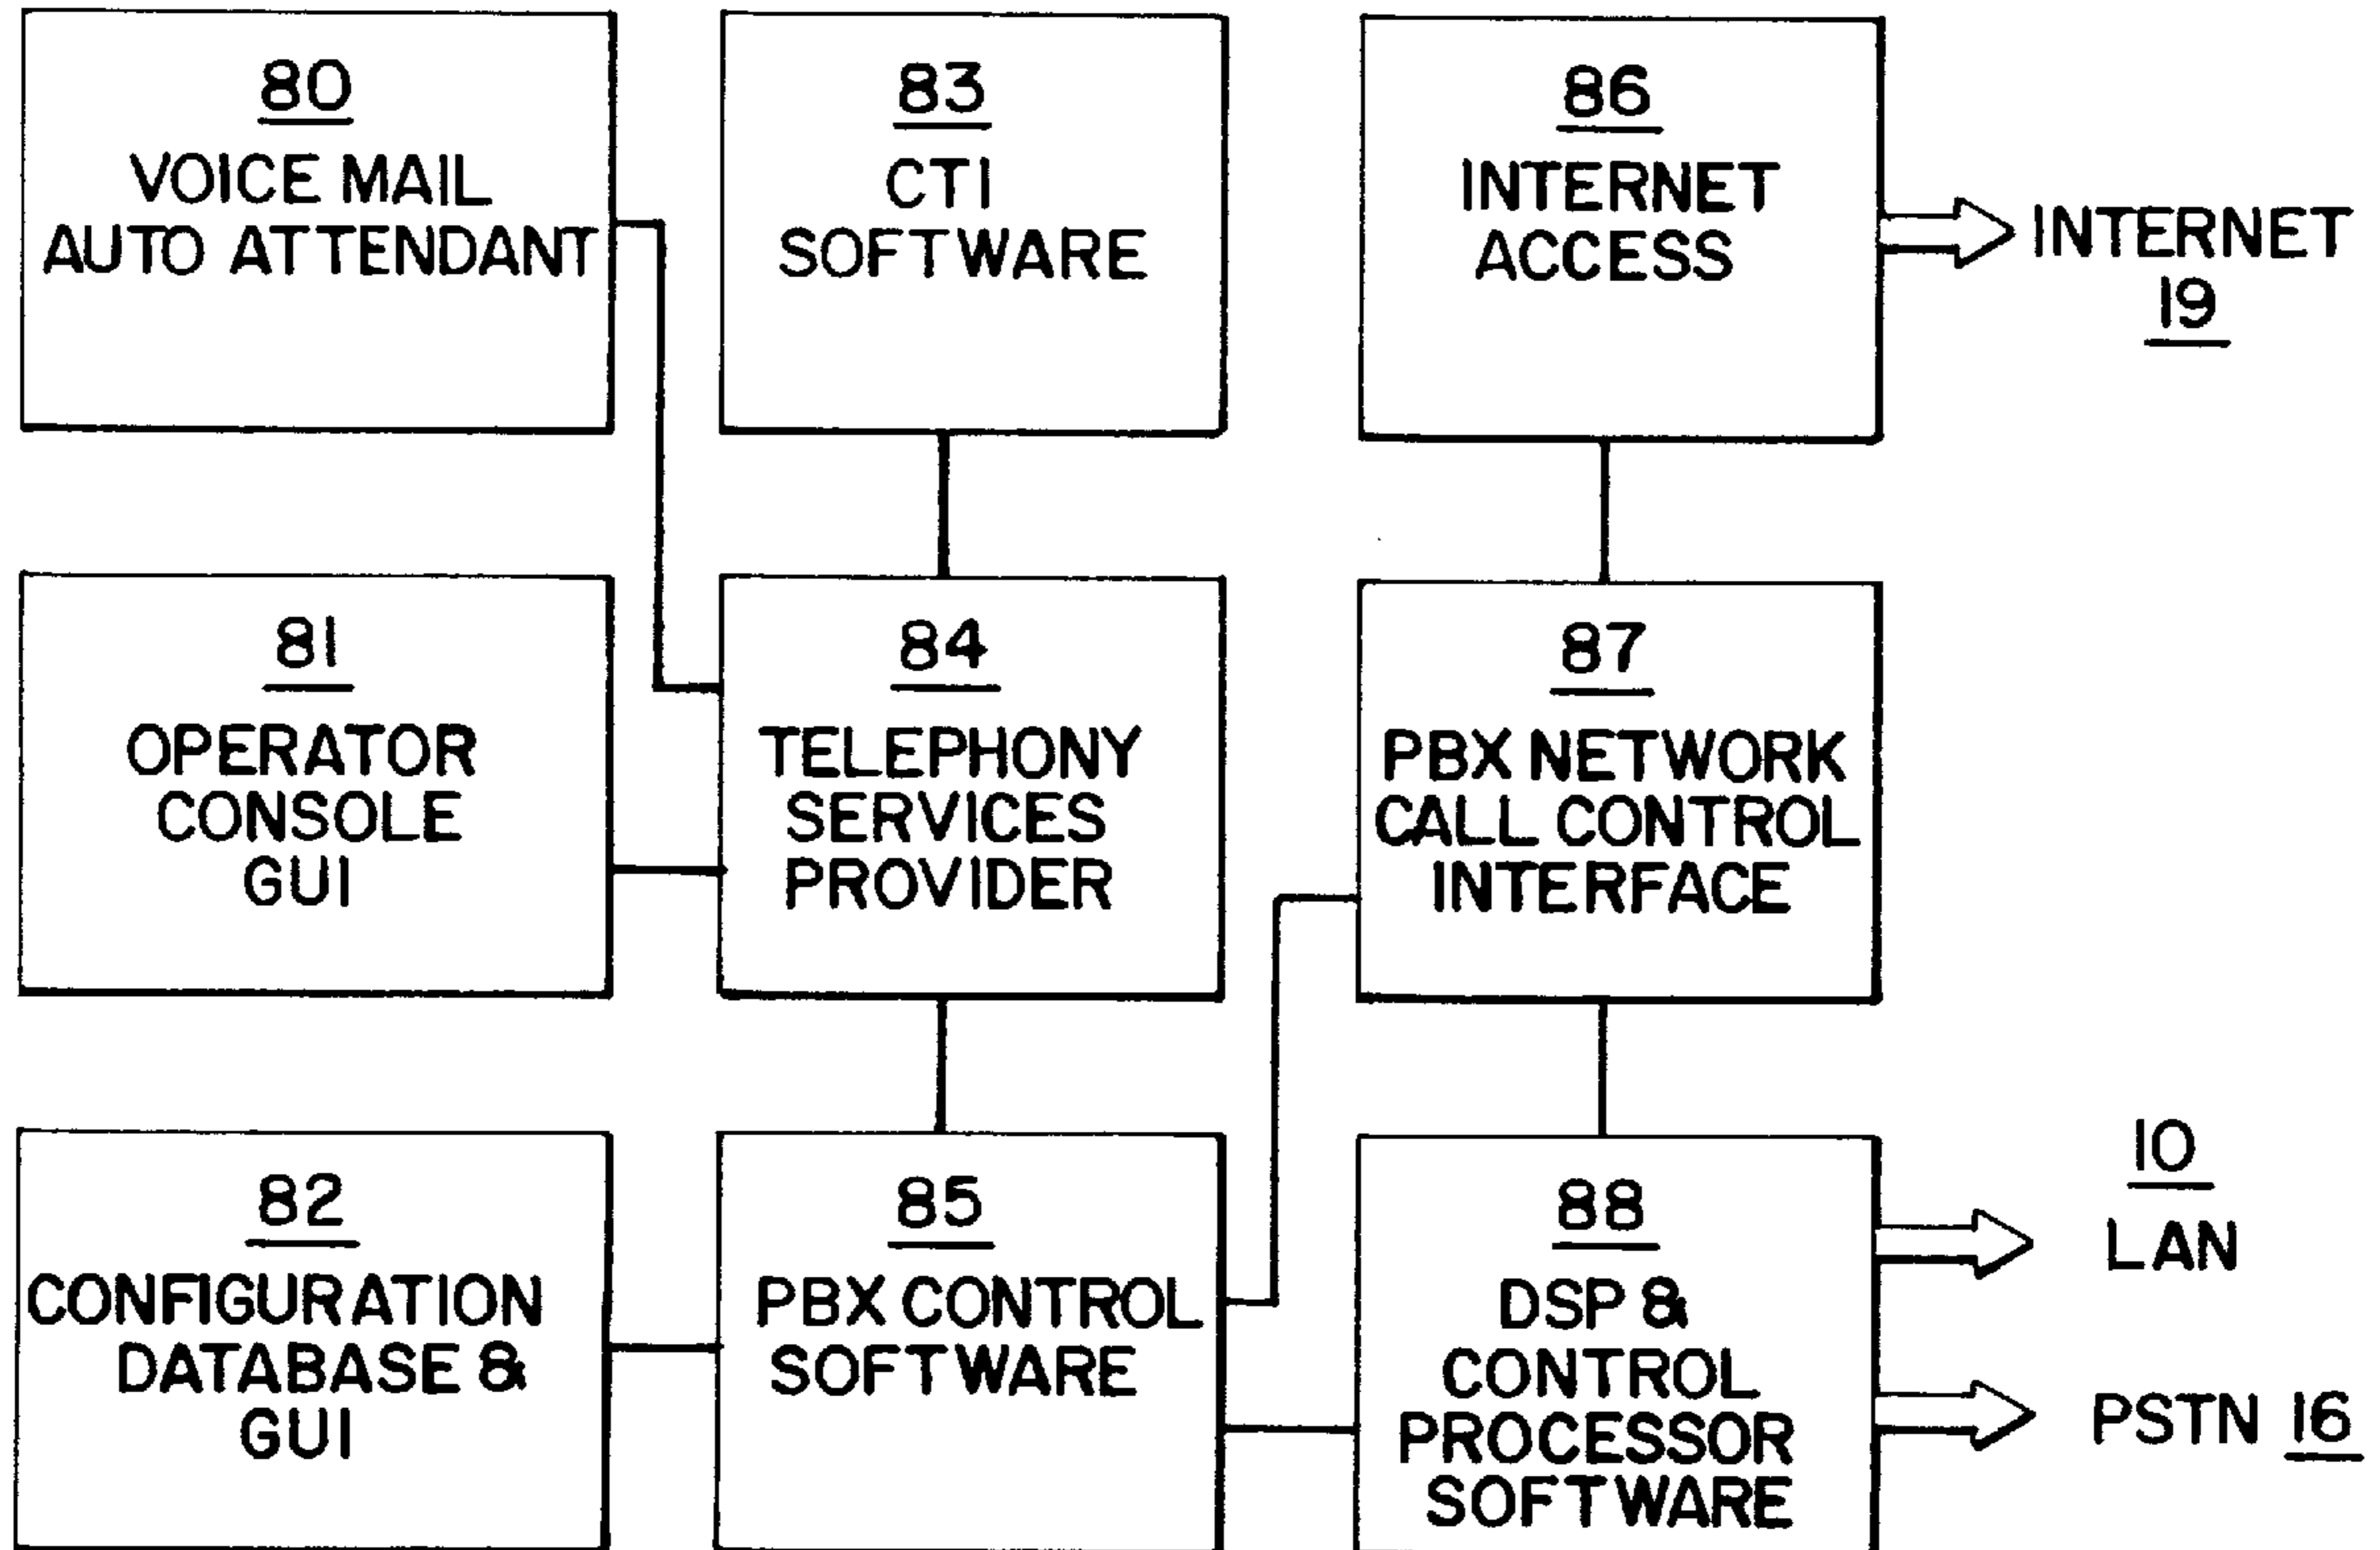 80
VOICE MAIL
AUTO ATTENDANT
83
CTI
SOFTWARE
86
INTERNET
ACCESS
INTERNET
19
81
OPERATOR
CONSOLE
GUI
84
TELEPHONY
SERVICES
PROVIDER
87
PBX NETWORK
CALL CONTROL
INTERFACE
82
CONFIGURATION
DATABASE &
GUI
85
PBX CONTROL
SOFTWARE
88
DSP &
CONTROL
PROCESSOR
SOFTWARE
10
LAN
PSTN 16